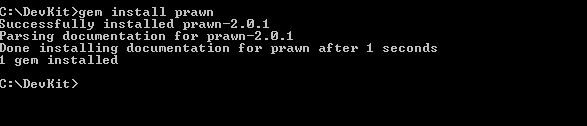 C:\DevKit>gem install prawn
Successfully installed prawn-2.0.1
Parsing documentation for prawn-2.0.1
Done installing documentation for prawn after 1 seconds
1 gem installed
C:\DevKit>